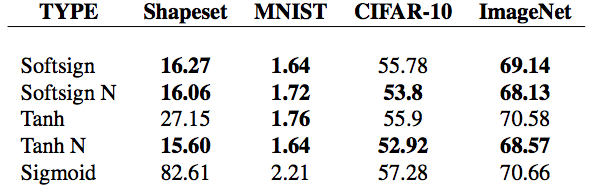 TYPE Shapeset MNIST CIFAR-10 ImageNet
Softsign 16.27 1.64 55.78 69.14
Softsign N 16.06 1.72 53.8 68.13
Tanh 27.15 1.76 55.9 70.58
Tanh N 15.60 1.64 52.92 68.57
Sigmoid 82.61 2.21 57.28 70.66